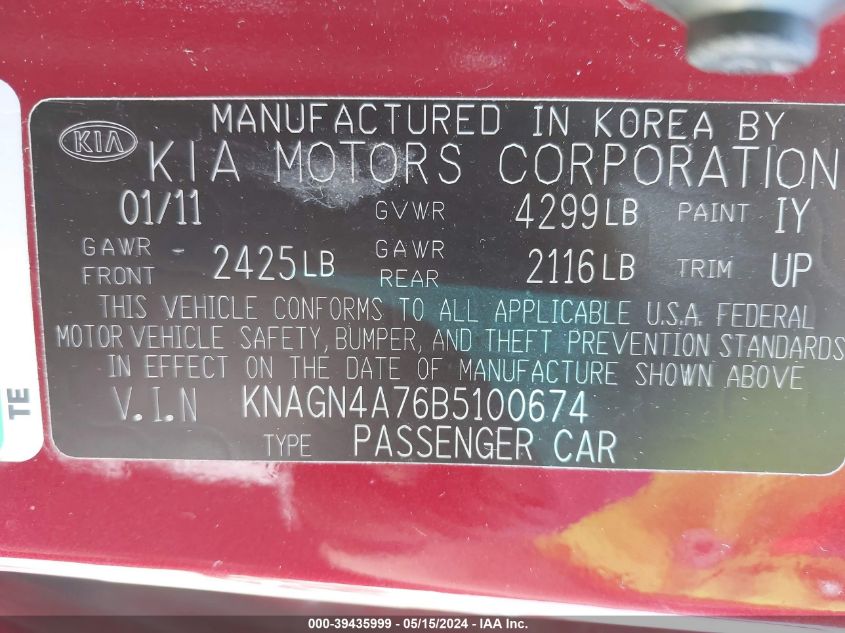 MANUFACTURED IN KOREA BY
KIA KIA MOTORS CORPORATION
01/11 GVWR 4299LB PAINT IY
GAWR FRONT - 2425LB GAWR REAR 2116LB TRIM UP
THIS VEHICLE CONFORMS TO ALL APPLICABLE U.S.A. FEDERAL
MOTOR VEHICLE SAFETY, BUMPER, AND THEFT PREVENTION STANDARDS
IN EFFECT ON THE DATE OF MANUFACTURE SHOWN ABOVE
V.I.N KNAGN4A76B5100674
TYPE PASSENGER CAR
TE
000-39435999 - 05/15/2024 - IAA Inc.